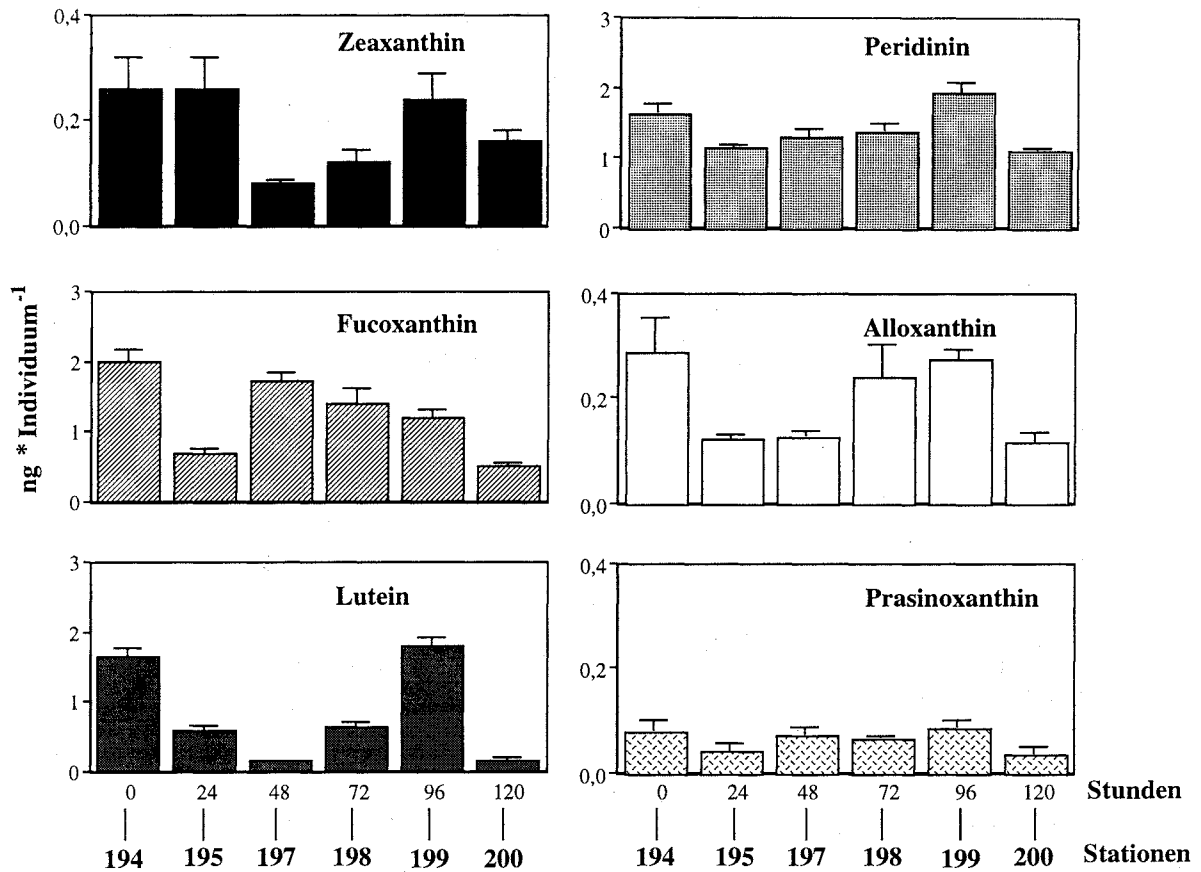 ng * Individuum-1
Zeaxanthin
0,4
0,2
0,0
Peridinin
3
2
1
0
Fucoxanthin
3
2
1
0
Alloxanthin
0,4
0,2
0,0
Lutein
3
2
1
0
Prasinoxanthin
0,4
0,2
0,0
0 24 48 72 96 120 0 24 48 72 96 120 Stunden
194 195 197 198 199 200 194 195 197 198 199 200 Stationen